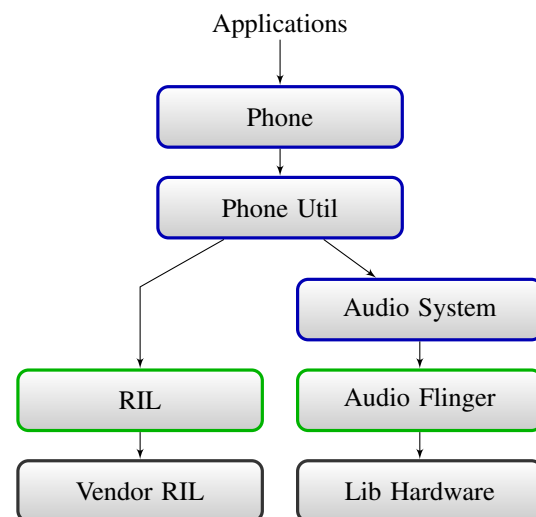 Applications
Phone
Phone Util
Audio System
RIL
Audio Flinger
Vendor RIL
Lib Hardware